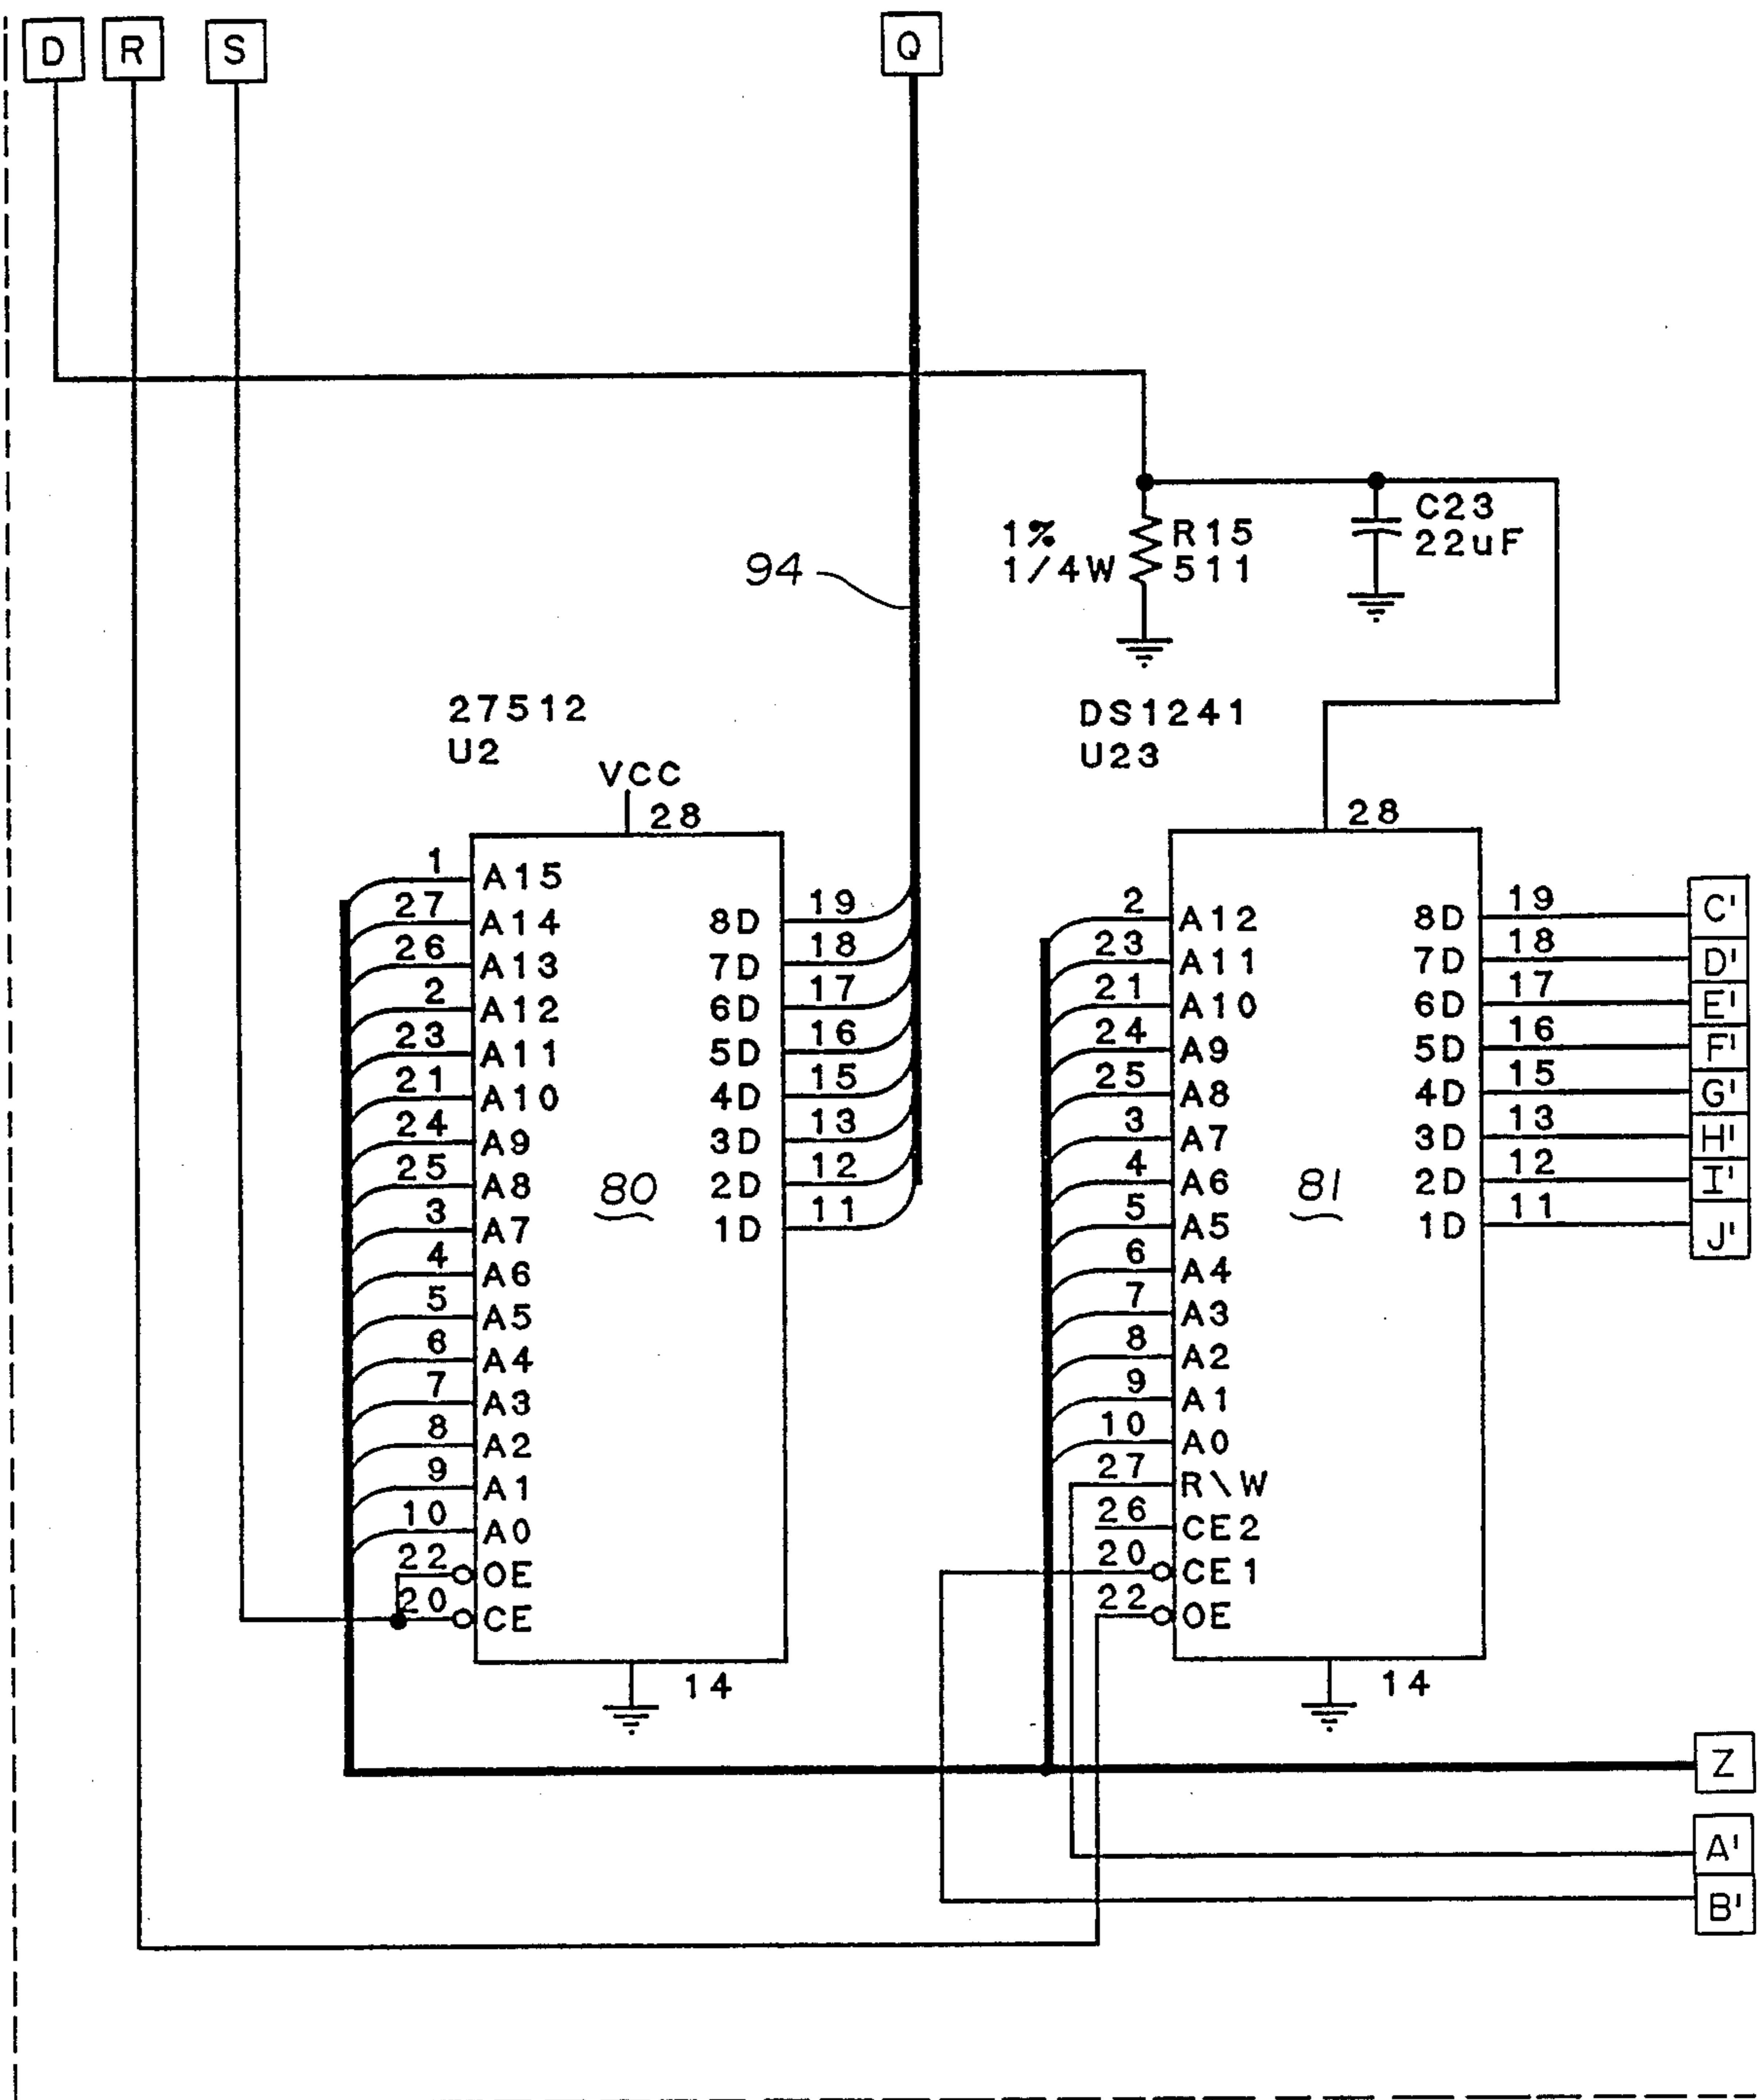 D R S Q
C23
22uF
1% R15
1/4W 511
94
27512
U2
VCC
28
DS1241
U23
28
1 A15
27 A14
26 A13
2 A12
23 A11
21 A10
24 A9
25 A8
3 A7
4 A6
5 A5
6 A4
7 A3
8 A2
9 A1
10 A0
22 OE
20 CE
80
8D 19
7D 18
6D 17
5D 16
4D 15
3D 13
2D 12
1D 11
14
2 A12
23 A11
21 A10
24 A9
25 A8
3 A7
4 A6
5 A5
6 A4
7 A3
8 A2
9 A1
10 A0
27 R\W
26 CE2
20 CE1
22 OE
81
8D 19 C'
7D 18 D'
6D 17 E'
5D 16 F'
4D 15 G'
3D 13 H'
2D 12 I'
1D 11 J'
14
Z
A'
B'